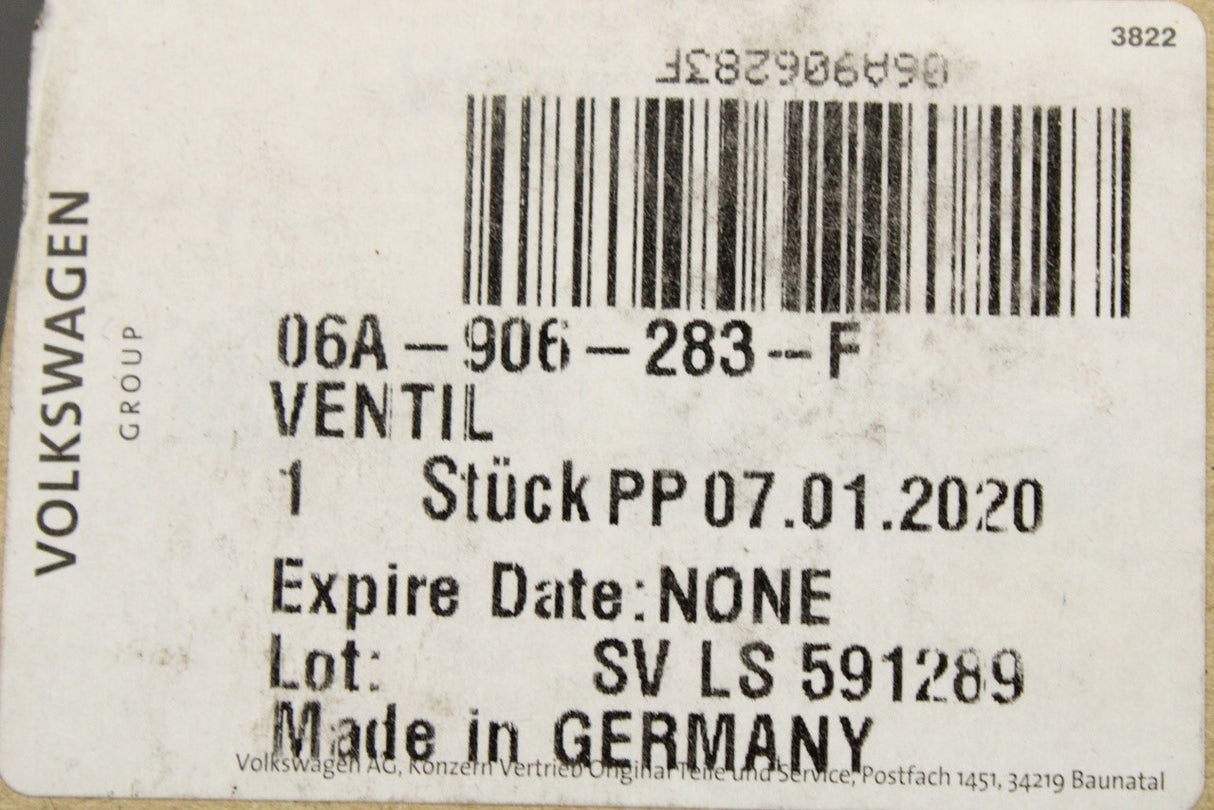 3822
06A906283F
VOLKSWAGEN
GROUP
06A-906-283--F
VENTIL
1 Stück PP 07.01.2020
Expire Date: NONE
Lot: SV LS 591289
Made in GERMANY
Volkswagen AG, Konzern Vertrieb Original Teile und Service, Postfach 1451, 34219 Baunatal